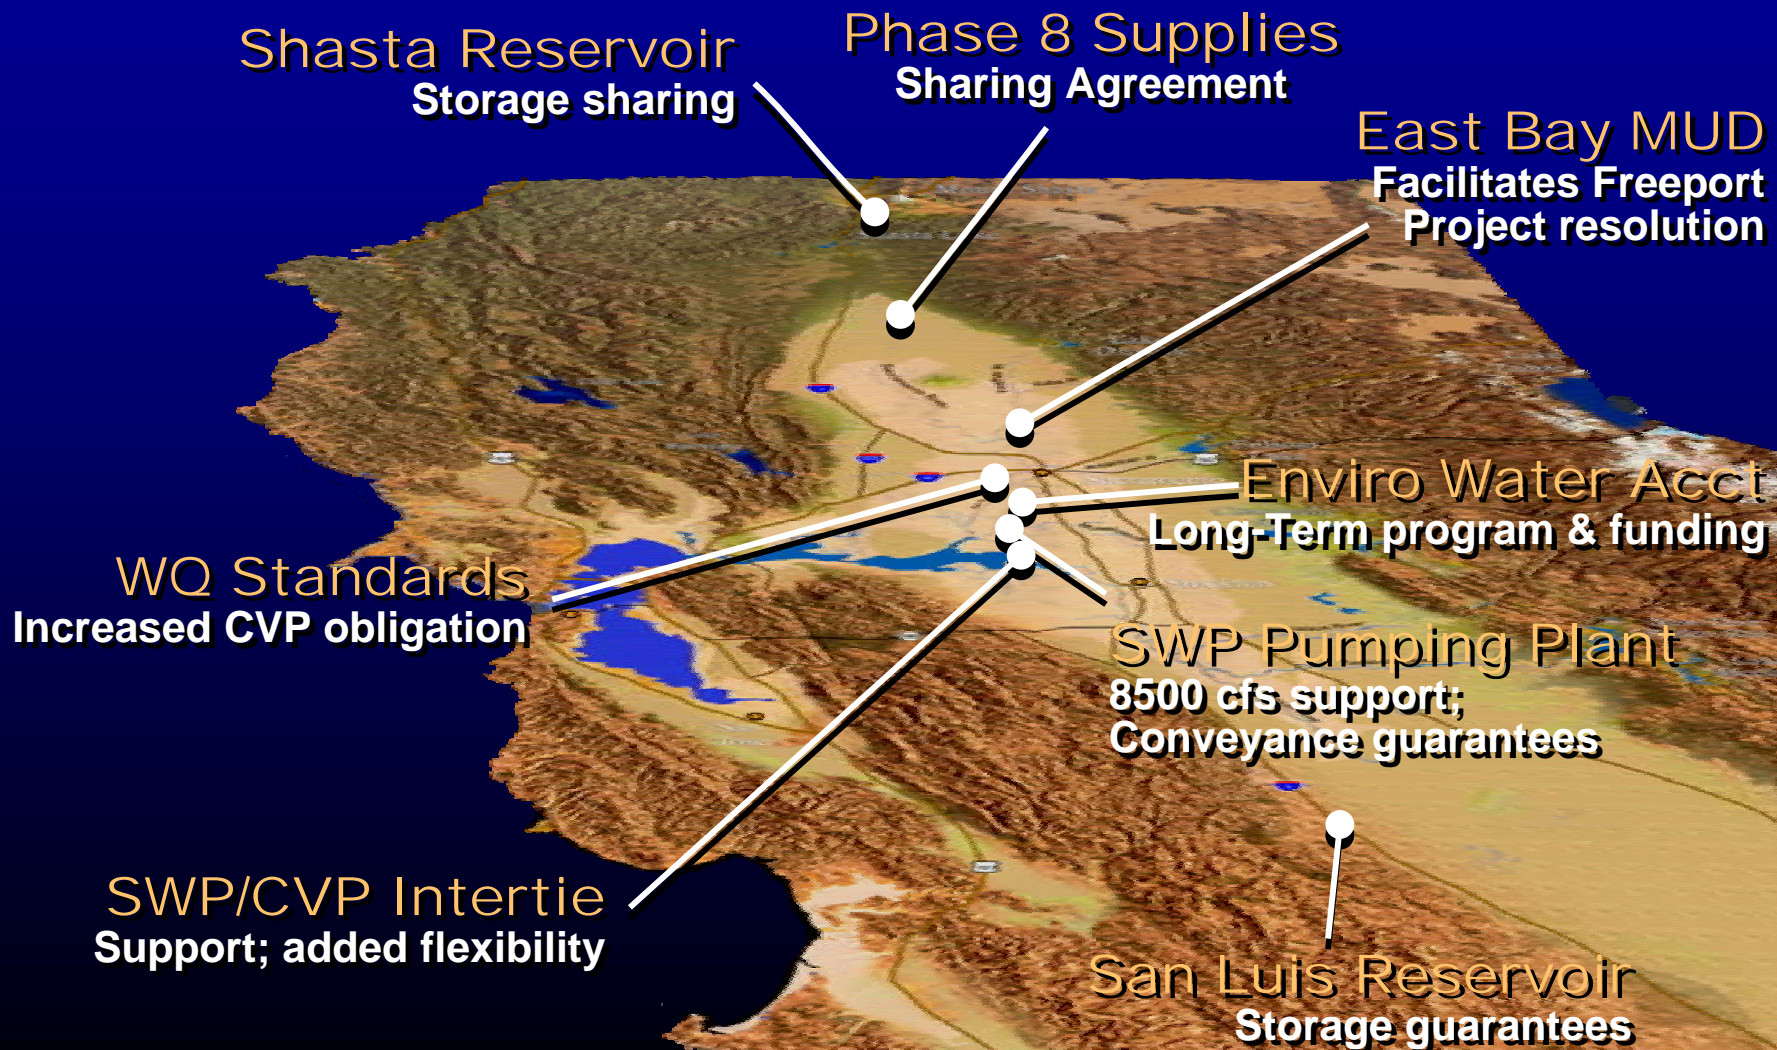 Shasta Reservoir
Storage sharing
Phase 8 Supplies
Sharing Agreement
East Bay MUD
Facilitates Freeport
Project resolution
Enviro Water Acct
Long-Term program & funding
WQ Standards
Increased CVP obligation
SWP Pumping Plant
8500 cfs support;
Conveyance guarantees
SWP/CVP Intertie
Support; added flexibility
San Luis Reservoir
Storage guarantees